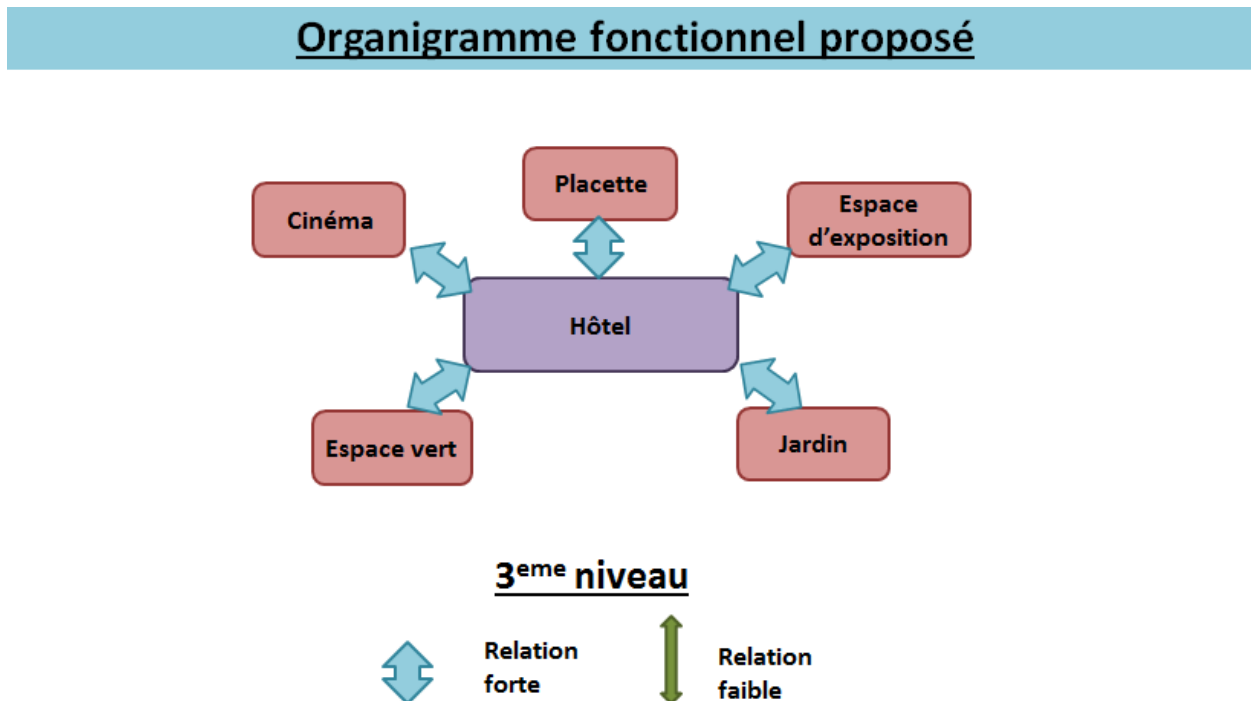 Organigramme fonctionnel proposé
Placette
Cinéma
Espace
d'exposition
Hôtel
Espace vert
Jardin
3eme niveau
Relation
forte
Relation
faible